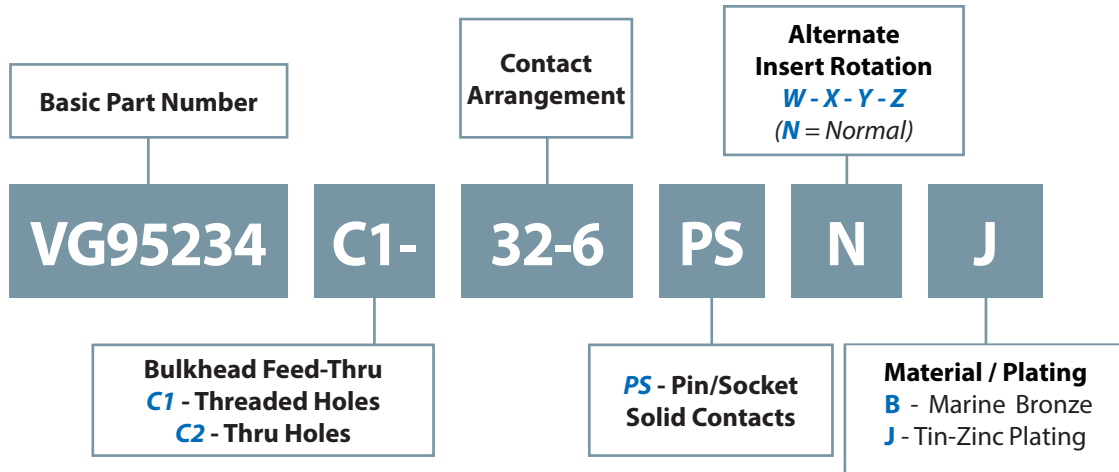 Basic Part Number
Contact
Arrangement
Alternate
Insert Rotation
W - X - Y - Z
(N = Normal)
VG95234 C1- 32-6 PS N J
Bulkhead Feed-Thru
C1 - Threaded Holes
C2 - Thru Holes
PS - Pin/Socket
Solid Contacts
Material / Plating
B - Marine Bronze
J - Tin-Zinc Plating